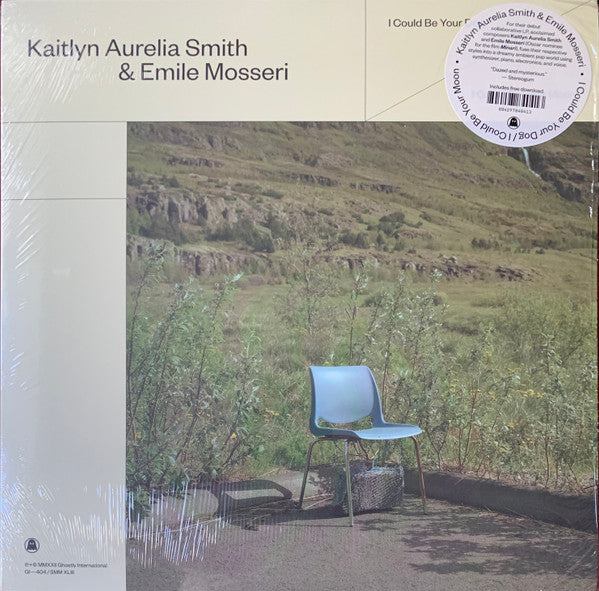 Kaitlyn Aurelia Smith
& Emile Mosseri
I Could Be Your
Kaitlyn Aurelia Smith & Emile Mosseri • I Could Be Your Dog / I Could Be Your Moon •
For their debut
collaborative LP, acclaimed
composers Kaitlyn Aurelia Smith
and Emile Mosseri (Oscar nominee
for the film Minari), fuse their respective
styles into a dreamy ambient pop world using
synthesizer, piano, electronics, and voice.
"Dazed and mysterious."
— Stereogum
Includes free download.
℗+© MMXXII Ghostly International
GI—404 / SMM XLIII